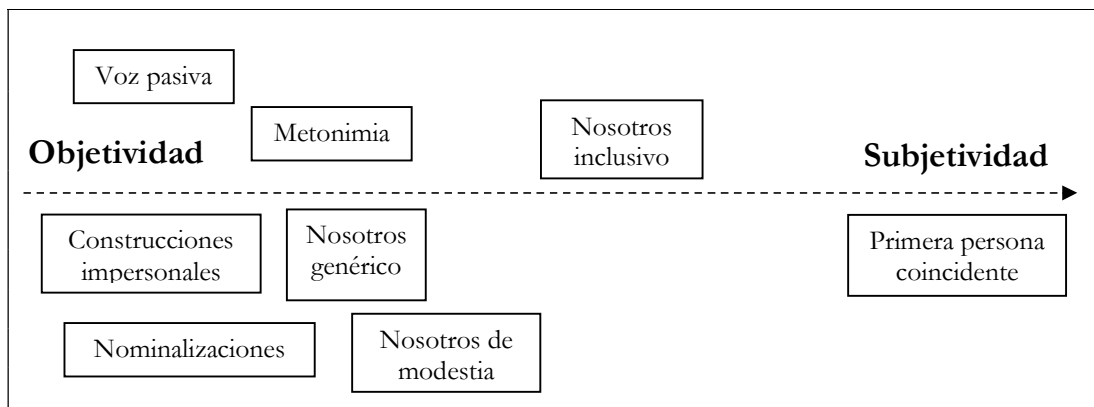 Voz pasiva
Metonimia
Nosotros
inclusivo
Objetividad
Subjetividad
Construcciones
impersonales
Nosotros
genérico
Primera persona
coincidente
Nominalizaciones
Nosotros de
modestia